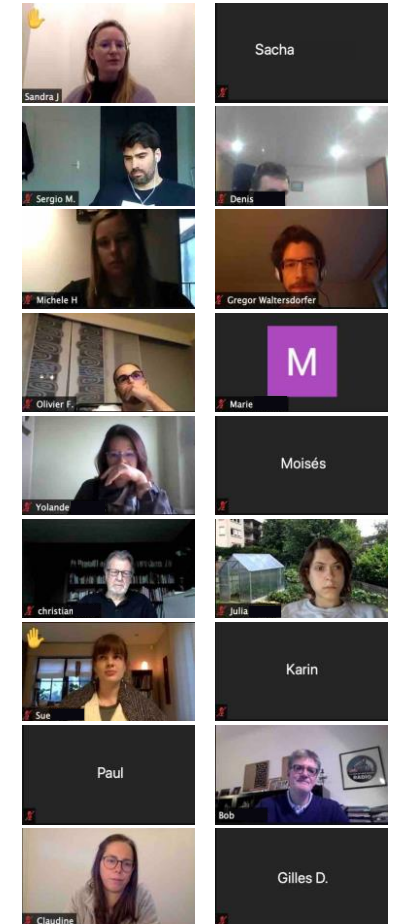 Sandra J
Sacha
Sergio M.
Denis
Michele H
Gregor Waltersdorfer
Olivier F.
M
Marie
Yolande
Moisés
christian
Julia
Sue
Karin
Paul
RADIO
Bob
Claudine
Gilles D.